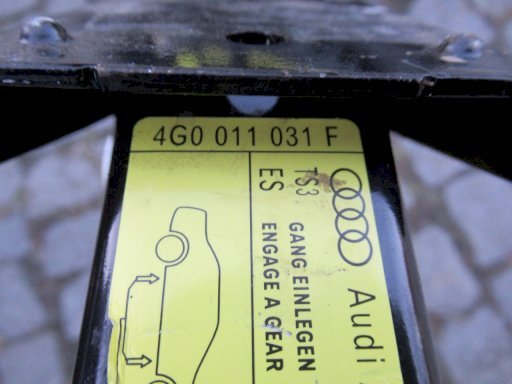 4G0 011 031 F
TS3
ES
GANG EINLEGEN
ENGAGE A GEAR
Audi